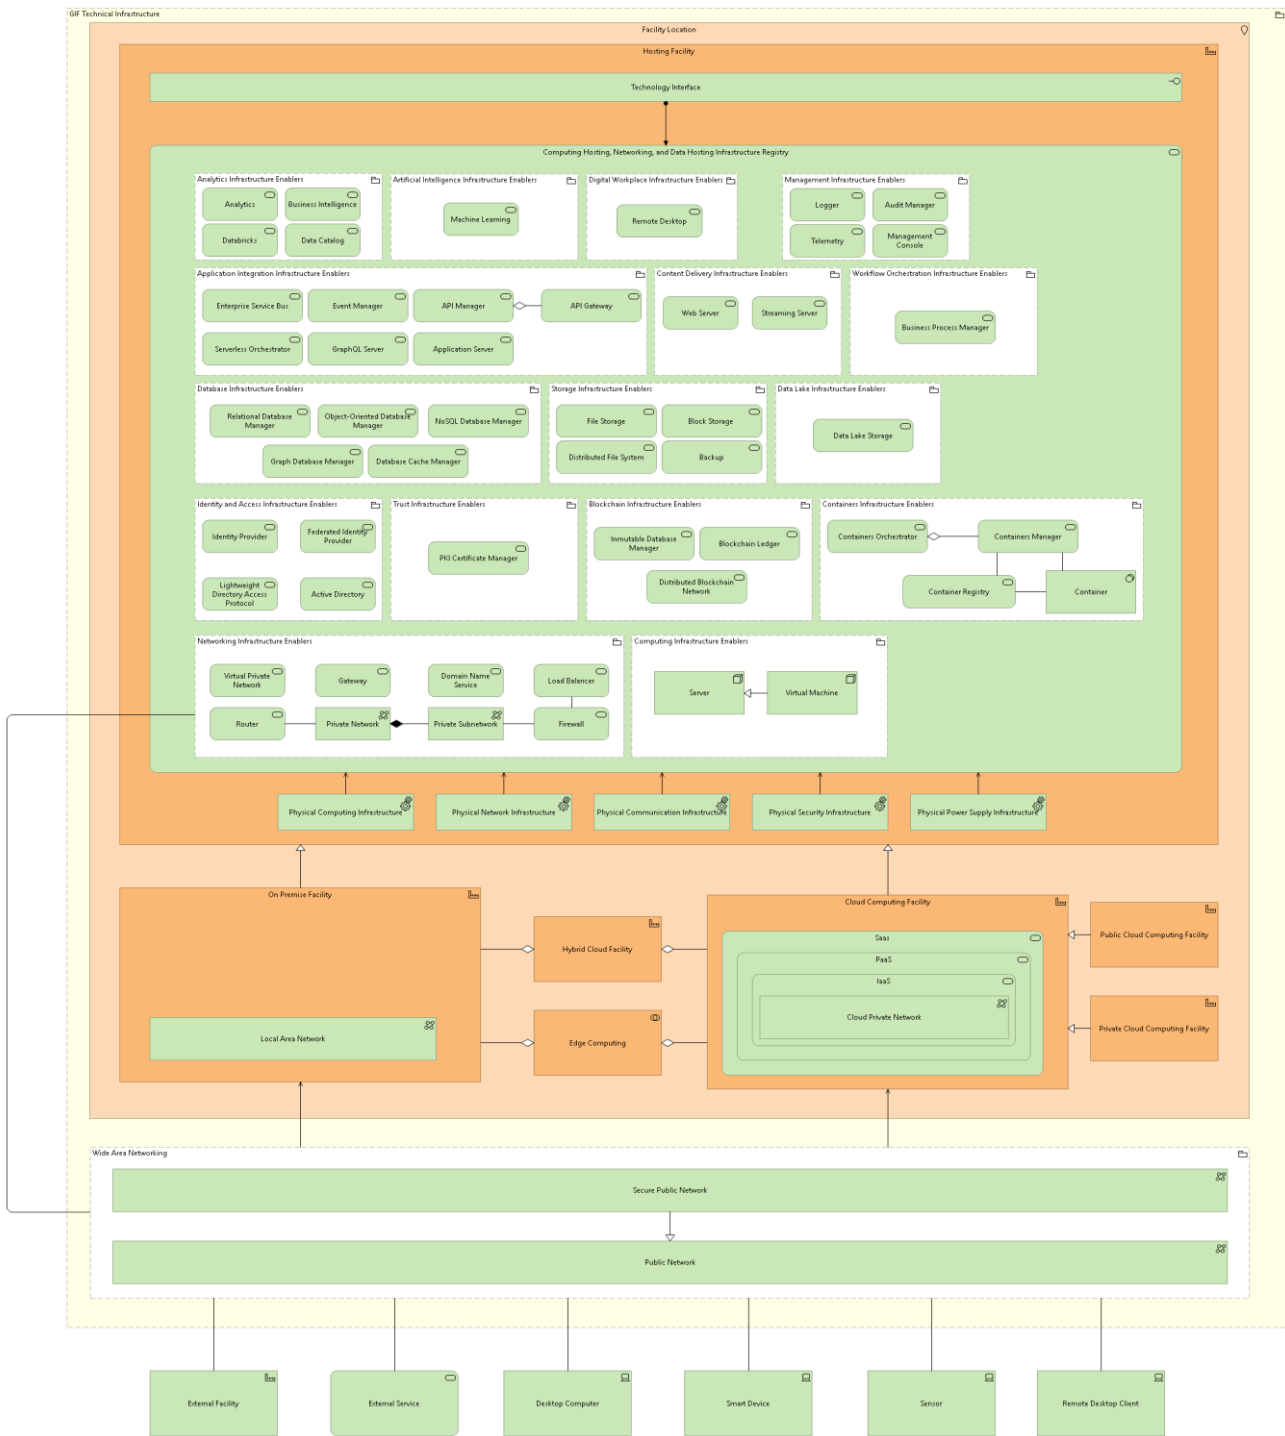 GIF Technical Infrastructure
Facility Location
Hosting Facility
Technology Interface
Computing Hosting, Networking, and Data Hosting Infrastructure Registry
Analytics Infrastructure Enablers
Analytics
Business Intelligence
Databricks
Data Catalog
Artificial Intelligence Infrastructure Enablers
Machine Learning
Digital Workplace Infrastructure Enablers
Remote Desktop
Management Infrastructure Enablers
Logger
Audit Manager
Telemetry
Management
Console
Application Integration Infrastructure Enablers
Enterprise Service Bus
Event Manager
API Manager
API Gateway
Serverless Orchestrator
GraphQL Server
Application Server
Content Delivery Infrastructure Enablers
Web Server
Streaming Server
Workflow Orchestration Infrastructure Enablers
Business Process Manager
Database Infrastructure Enablers
Relational Database
Manager
Object-Oriented Database
Manager
NoSQL Database Manager
Graph Database Manager
Database Cache Manager
Storage Infrastructure Enablers
File Storage
Block Storage
Distributed File System
Backup
Data Lake Infrastructure Enablers
Data Lake Storage
Identity and Access Infrastructure Enablers
Identity Provider
Federated Identity
Provider
Lightweight
Directory Access
Protocol
Active Directory
Trust Infrastructure Enablers
PKI Certificate Manager
Blockchain Infrastructure Enablers
Inmutable Database
Manager
Blockchain Ledger
Distributed Blockchain
Network
Containers Infrastructure Enablers
Containers Orchestrator
Containers Manager
Container Registry
Container
Networking Infrastructure Enablers
Virtual Private
Network
Gateway
Domain Name
Service
Load Balancer
Router
Private Network
Private Subnetwork
Firewall
Computing Infrastructure Enablers
Server
Virtual Machine
Physical Computing Infrastructure
Physical Network Infrastructure
Physical Communication Infrastructure
Physical Security Infrastructure
Physical Power Supply Infrastructure
On Premise Facility
Local Area Network
Hybrid Cloud Facility
Edge Computing
Cloud Computing Facility
Saas
PaaS
IaaS
Cloud Private Network
Public Cloud Computing Facility
Private Cloud Computing Facility
Wide Area Networking
Secure Public Network
Public Network
External Facility
External Service
Desktop Computer
Smart Device
Sensor
Remote Desktop Client